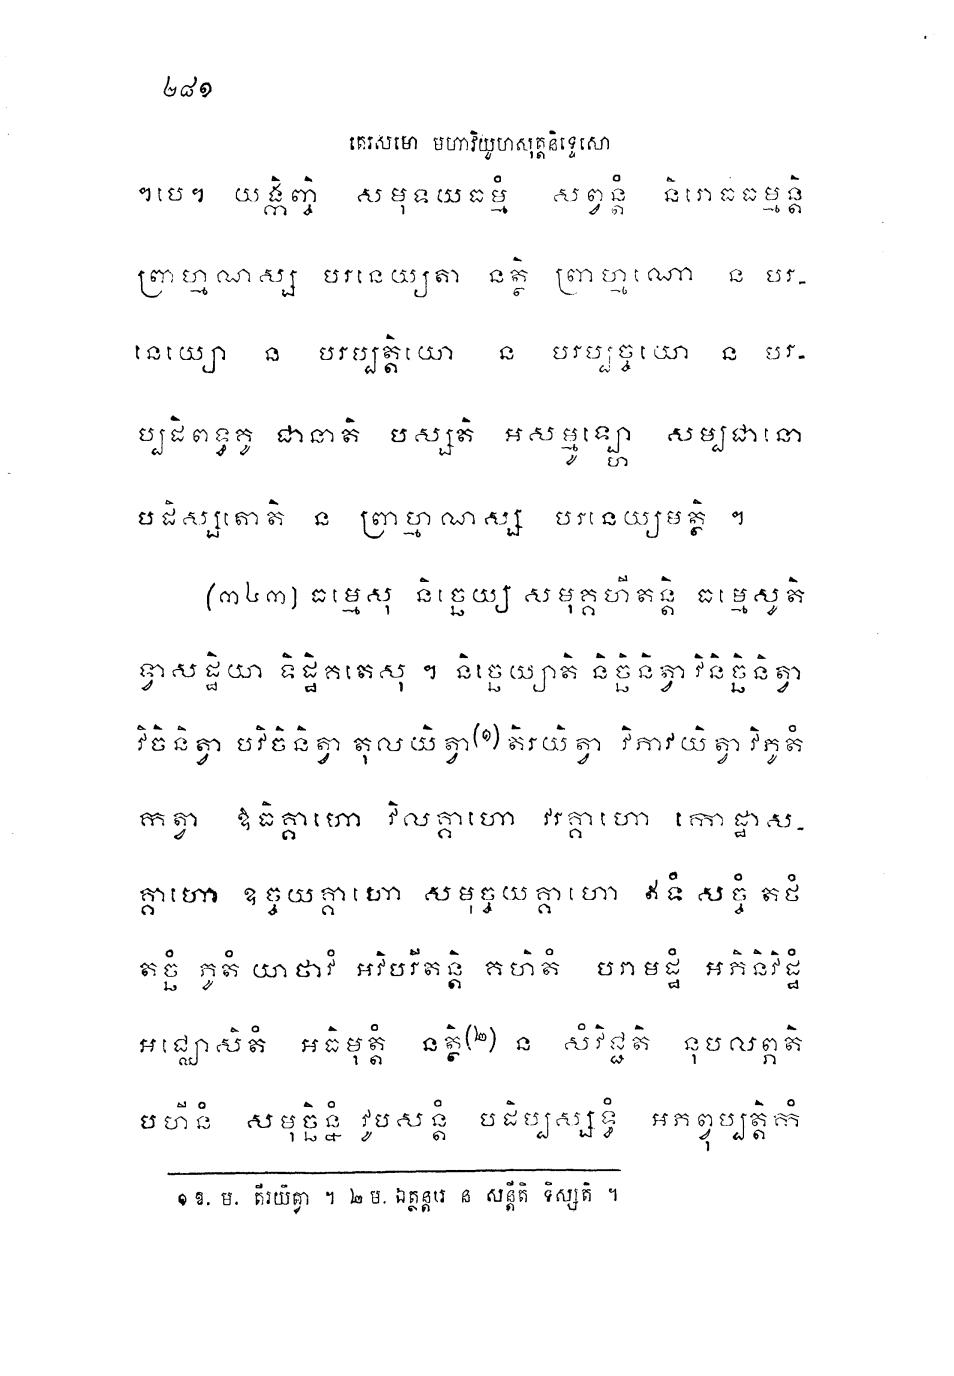 ២៨១
តេរសមោ មហាវិយូហសុត្តនិទ្ទេសោ
។បេ។ យង្កិញ្ចិ សមុទយធម្មំ សព្វន្តំ និរោធធម្មន្តិ
ព្រាហ្មណស្ស បរនេយ្យតា នត្ថិ ព្រាហ្មណោ ន បរ-
នេយ្យោ ន បរប្បត្តិយោ ន បរប្បច្ចយោ ន បរ-
ប្បដិពទ្ធគូ ជានាតិ បស្សតិ អសម្មូឡ្ហោ សម្បជានោ
បដិស្សតោតិ ន ព្រាហ្មណស្ស បរនេយ្យមត្ថិ ។
(៣៤៣) ធម្មេសុ និច្ឆេយ្យ សមុគ្គហីតន្តិ ធម្មេសូតិ
ទ្វាសដ្ឋិយា ទិដ្ឋិគតេសុ ។ និច្ឆេយ្យាតិ និច្ឆិនិត្វា វិនិច្ឆិនិត្វា
វិចិនិត្វា បវិចិនិត្វា តុលយិត្វា(១) តិរយិត្វា វិភាវយិត្វា វិភូតំ
កត្វា ឱធិគ្គាហោ វិលគ្គាហោ វរគ្គាហោ កោដ្ឋាស-
គ្គាហោ ឧច្ចយគ្គាហោ សមុច្ចយគ្គាហោ ឥទំ សច្ចំ តថំ
តច្ឆំ ភូតំ យាថាវំ អវិបរីតន្តិ គហិតំ បរាមដ្ឋំ អភិនិវិដ្ឋំ
អជ្ឈោសិតំ អធិមុត្តំ នត្ថិ(២) ន សំវិជ្ជតិ នុបលព្ភតិ
បហីនំ សមុច្ឆិន្នំ វូបសន្តំ បដិប្បស្សទ្ធំ អភព្វុប្បត្តិកំ
១ ឱ. ម. តីរយិត្វា ។ ២ ម. ឯត្ថន្តរេ ន សន្តីតិ ទិស្សតិ ។